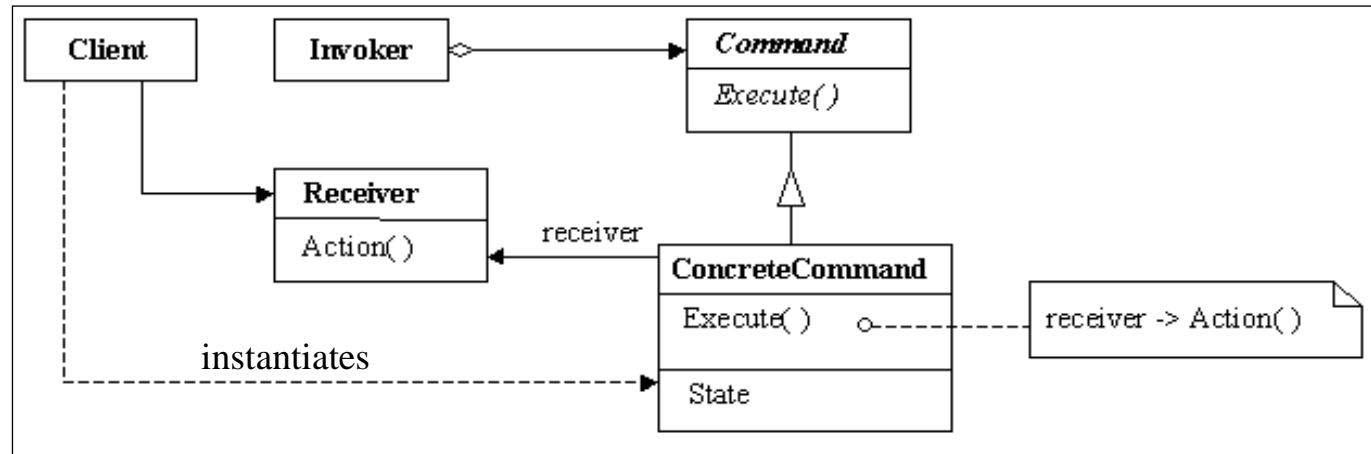 Client
Invoker
Command
Execute()
Receiver
Action()
receiver
ConcreteCommand
Execute()
State
receiver -> Action()
instantiates